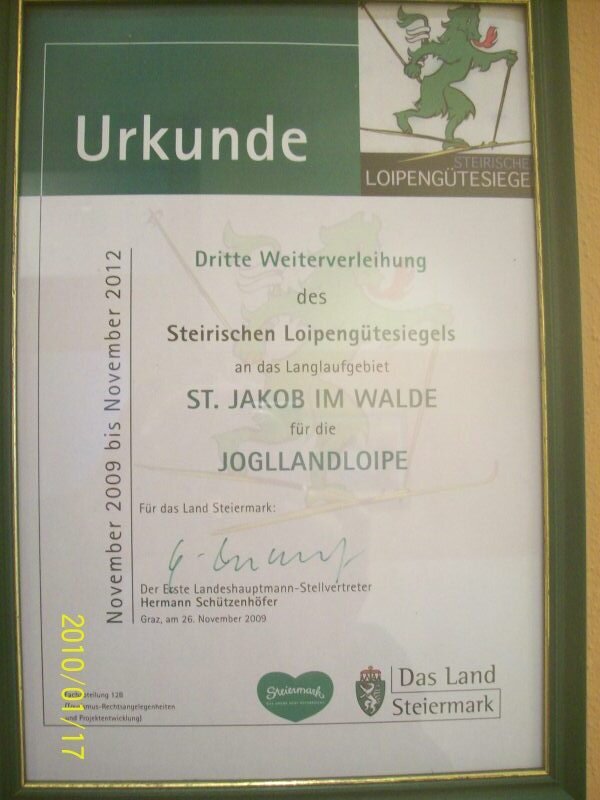 Urkunde
STEIRISCHE
LOIPENGÜTESIEGE
November 2009 bis November 2012
Dritte Weiterverleihung
des
Steirischen Loipengütesiegels
an das Langlaufgebiet
ST. JAKOB IM WALDE
für die
JOGLLANDLOIPE
Für das Land Steiermark:
Der Erste Landeshauptmann-Stellvertreter
Hermann Schützenhöfer
Graz, am 26. November 2009
Fachabteilung 12B
(Tourismus-Rechtsangelegenheiten
und Projektentwicklung)
Steiermark
Das Land
Steiermark
2010/01/17